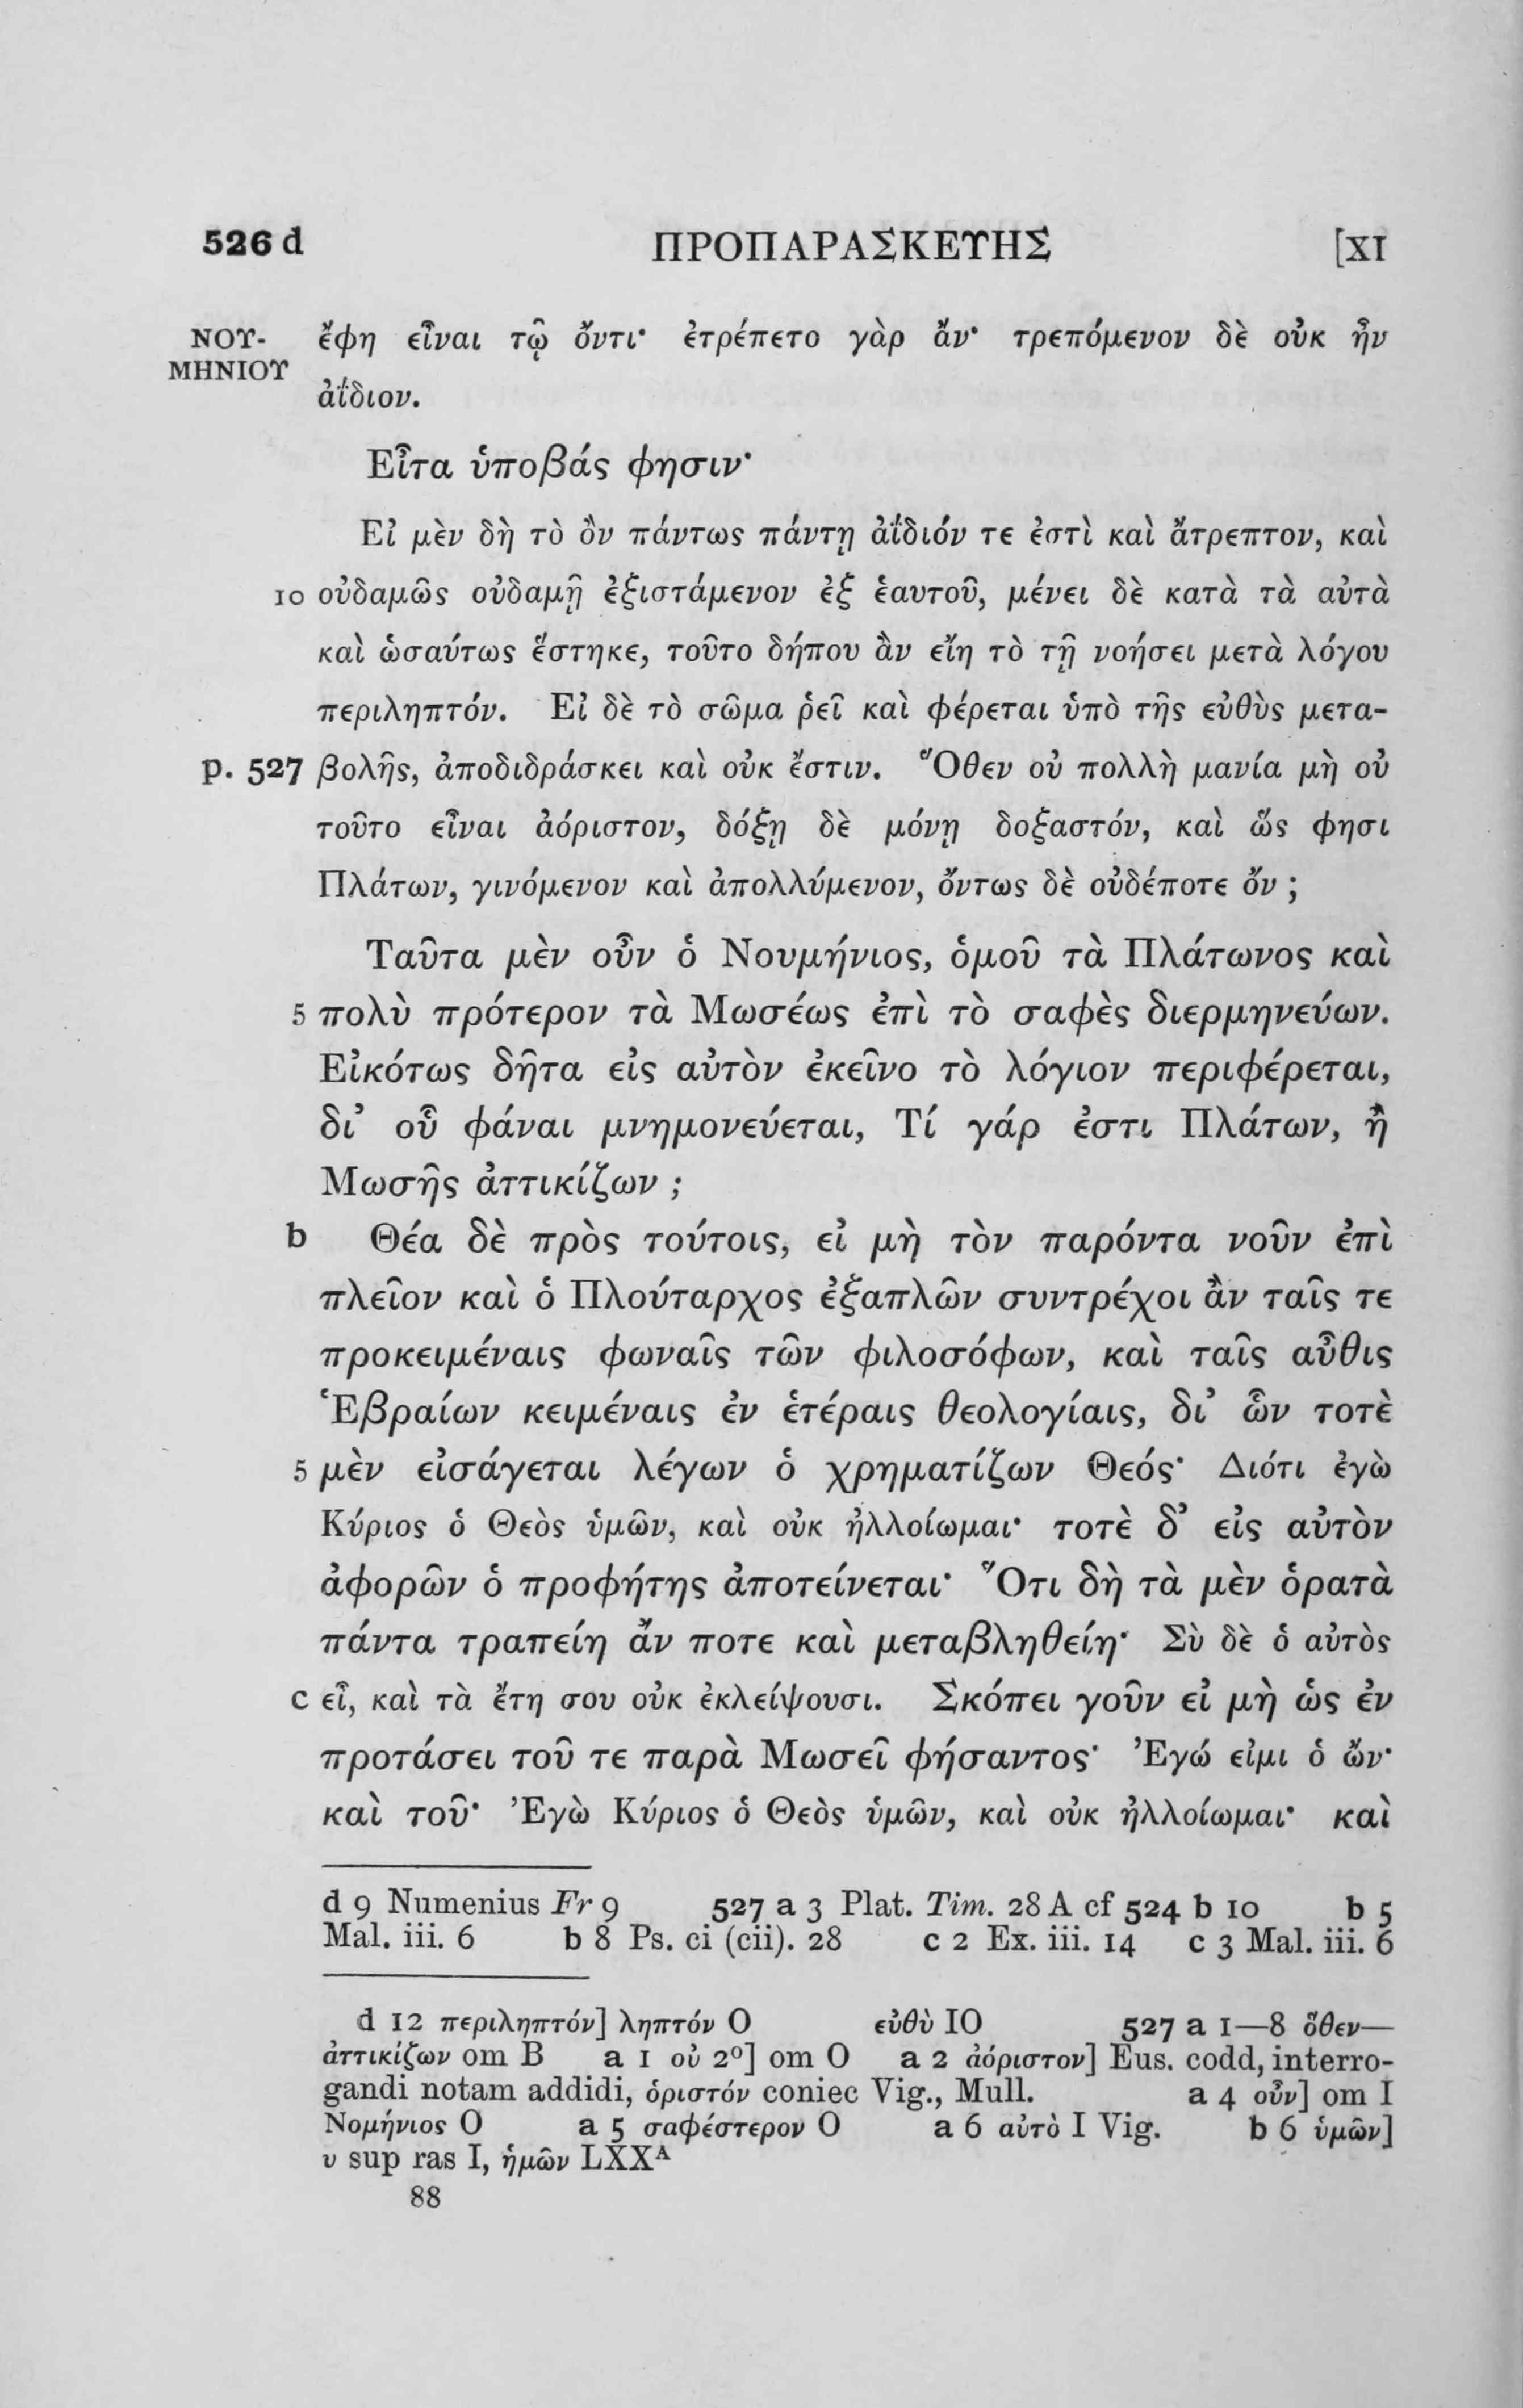 526 d ΠΡΟΠΑΡΑΣΚΕΥΗΣ [XI
ΝΟΥ- ἔφη εἶναι τῷ ὄντι· ἐτρέπετο γὰρ ἄν· τρεπόμενον δὲ οὐκ ἦν
ΜΗΝΙΟΥ
ἀΐδιον.
Εἶτα ὑποβάς φησιν·
Εἰ μὲν δὴ τὸ ὂν πάντως πάντη ἀΐδιόν τε ἐστὶ καὶ ἄτρεπτον, καὶ
10 οὐδαμῶς οὐδαμῇ ἐξιστάμενον ἐξ ἑαυτοῦ, μένει δὲ κατὰ τὰ αὐτὰ
καὶ ὡσαύτως ἕστηκε, τοῦτο δήπου ἂν εἴη τὸ τῇ νοήσει μετὰ λόγου
περιληπτόν. Εἰ δὲ τὸ σῶμα ῥεῖ καὶ φέρεται ὑπὸ τῆς εὐθὺς μετα-
p. 527 βολῆς, ἀποδιδράσκει καὶ οὐκ ἔστιν. Ὅθεν οὐ πολλὴ μανία μὴ οὐ
τοῦτο εἶναι ἀόριστον, δόξῃ δὲ μόνῃ δοξαστόν, καὶ ὥς φησι
Πλάτων, γινόμενον καὶ ἀπολλύμενον, ὄντως δὲ οὐδέποτε ὄν ;
Ταῦτα μὲν οὖν ὁ Νουμήνιος, ὁμοῦ τὰ Πλάτωνος καὶ
5 πολὺ πρότερον τὰ Μωσέως ἐπὶ τὸ σαφὲς διερμηνεύων.
Εἰκότως δῆτα εἰς αὐτὸν ἐκεῖνο τὸ λόγιον περιφέρεται,
δι’ οὗ φάναι μνημονεύεται, Τί γάρ ἐστι Πλάτων, ἢ
Μωσῆς ἀττικίζων ;
b Θέα δὲ πρὸς τούτοις, εἰ μὴ τὸν παρόντα νοῦν ἐπὶ
πλεῖον καὶ ὁ Πλούταρχος ἐξαπλῶν συντρέχοι ἂν ταῖς τε
προκειμέναις φωναῖς τῶν φιλοσόφων, καὶ ταῖς αὖθις
Ἑβραίων κειμέναις ἐν ἑτέραις θεολογίαις, δι’ ὧν τοτὲ
5 μὲν εἰσάγεται λέγων ὁ χρηματίζων Θεός· Διότι ἐγὼ
Κύριος ὁ Θεὸς ὑμῶν, καὶ οὐκ ἠλλοίωμαι· τοτὲ δ’ εἰς αὐτὸν
ἀφορῶν ὁ προφήτης ἀποτείνεται· Ὅτι δὴ τὰ μὲν ὁρατὰ
πάντα τραπείη ἄν ποτε καὶ μεταβληθείη· Σὺ δὲ ὁ αὐτὸς
c εἶ, καὶ τὰ ἔτη σου οὐκ ἐκλείψουσι. Σκόπει γοῦν εἰ μὴ ὡς ἐν
προτάσει τοῦ τε παρὰ Μωσεῖ φήσαντος· Ἐγώ εἰμι ὁ ὤν·
καὶ τοῦ· Ἐγὼ Κύριος ὁ Θεὸς ὑμῶν, καὶ οὐκ ἠλλοίωμαι· καὶ
d 9 Numenius Fr 9 527 a 3 Plat. Tim. 28 A cf 524 b 10 b 5
Mal. iii. 6 b 8 Ps. ci (cii). 28 c 2 Ex. iii. 14 c 3 Mal. iii. 6
d 12 περιληπτόν] ληπτόν O εὐθὺ IO 527 a 1—8 ὅθεν—
ἀττικίζων om B a 1 οὐ 2º] om O a 2 ἀόριστον] Eus. codd, interro-
gandi notam addidi, ὁριστόν coniec Vig., Mull. a 4 οὖν] om I
Νομήνιος O a 5 σαφέστερον O a 6 αὐτὸ I Vig. b 6 ὑμῶν]
υ sup ras I, ἡμῶν LXXᴬ
88